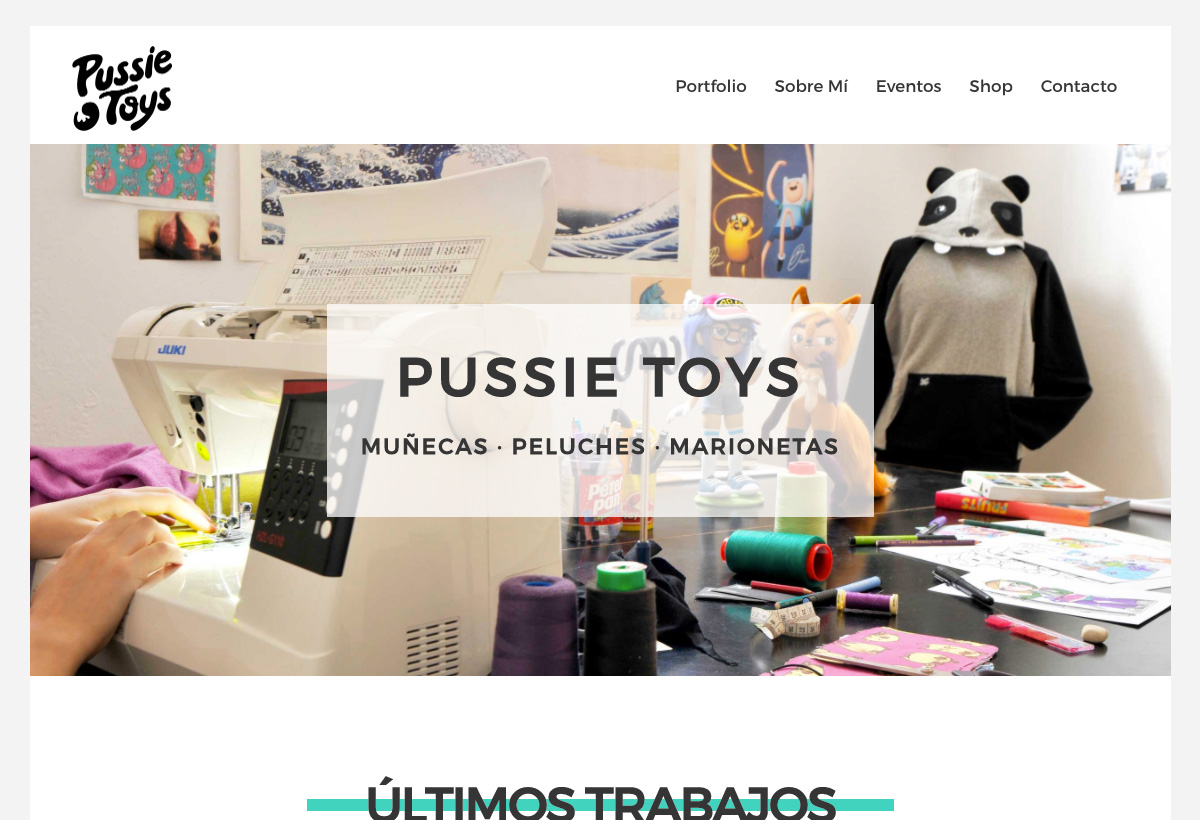 Pussie
Toys
Portfolio Sobre Mí Eventos Shop Contacto
JUKI
PUSSIE TOYS
MUÑECAS · PELUCHES · MARIONETAS
Peter
pan
ÚLTIMOS TRABAJOS